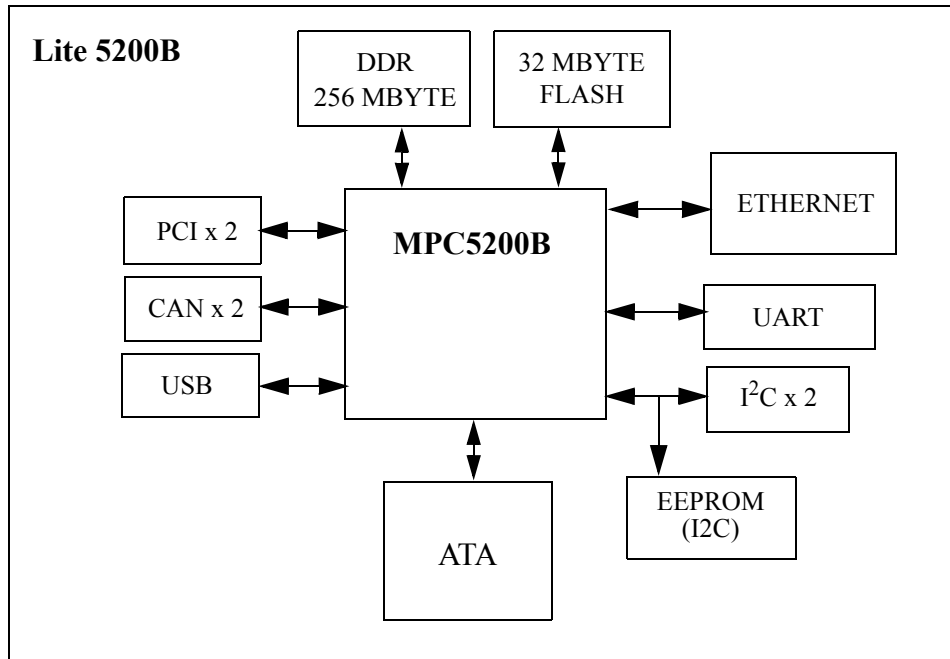 Lite 5200B
DDR
256 MBYTE
32 MBYTE
FLASH
ETHERNET
PCI x 2
MPC5200B
CAN x 2
UART
USB
I²C x 2
EEPROM
(I2C)
ATA